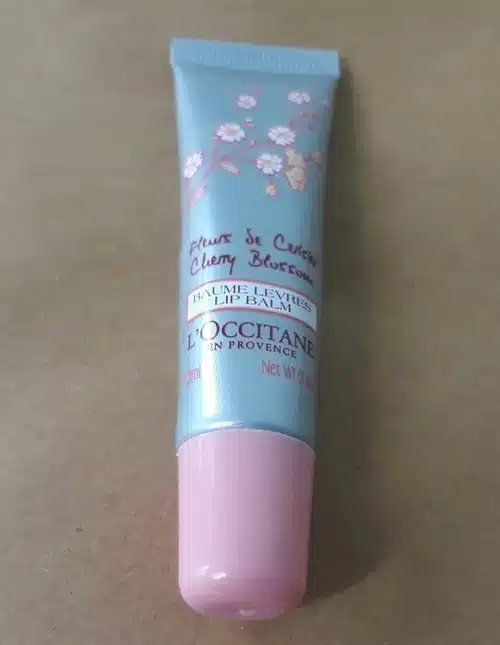 Fleurs de Cerisier
Cherry Blossom
BAUME LEVRES
LIP BALM
L'OCCITANE
EN PROVENCE
Net Wt